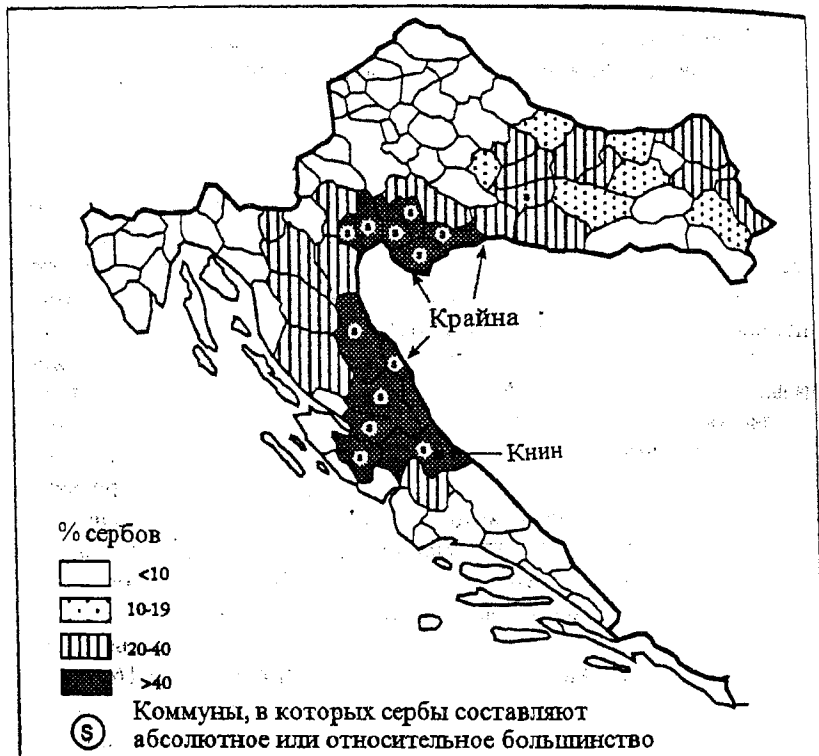 Крайна
Книн
% сербов
<10
10-19
20-40
>40
Ⓢ Коммуны, в которых сербы составляют
абсолютное или относительное большинство